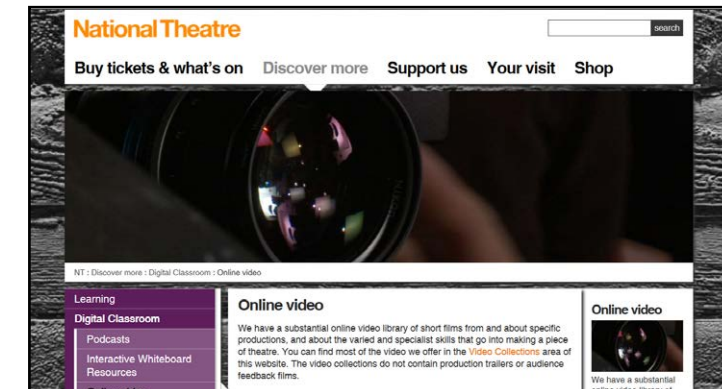 National Theatre
search
Buy tickets & what's on Discover more Support us Your visit Shop
NT : Discover more : Digital Classroom : Online video
Learning
Digital Classroom
Podcasts
Interactive Whiteboard
Resources
Online video
We have a substantial online video library of short films from and about specific
productions, and about the varied and specialist skills that go into making a piece
of theatre. You can find most of the video we offer in the Video Collections area of
this website. The video collections do not contain production trailers or audience
feedback films.
Online video
We have a substantial